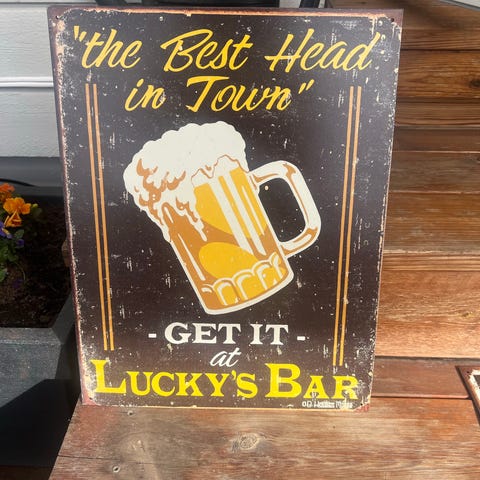 "the Best Head
in Town"
- GET IT -
at
LUCKY'S BAR